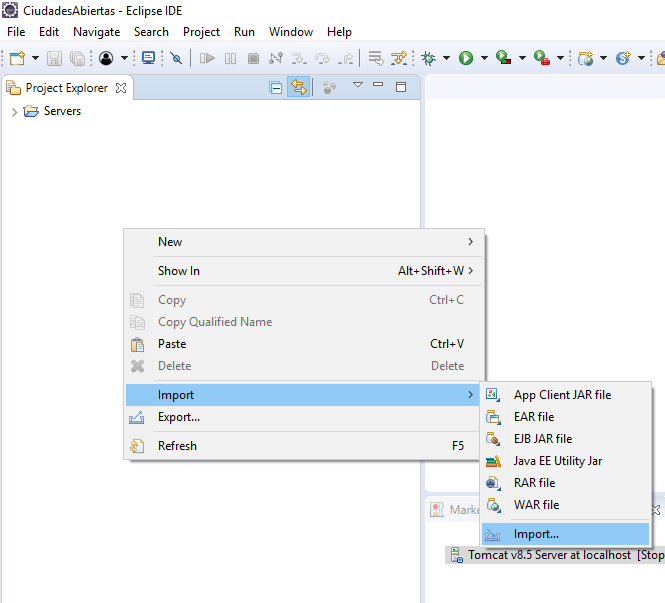 CiudadesAbiertas - Eclipse IDE
File Edit Navigate Search Project Run Window Help
Project Explorer
Servers
New
Show In Alt+Shift+W
Copy Ctrl+C
Copy Qualified Name
Paste Ctrl+V
Delete Delete
Import
Export...
Refresh F5
App Client JAR file
EAR file
EJB JAR file
Java EE Utility Jar
RAR file
WAR file
Import...
Marke
Tomcat v8.5 Server at localhost [Stop